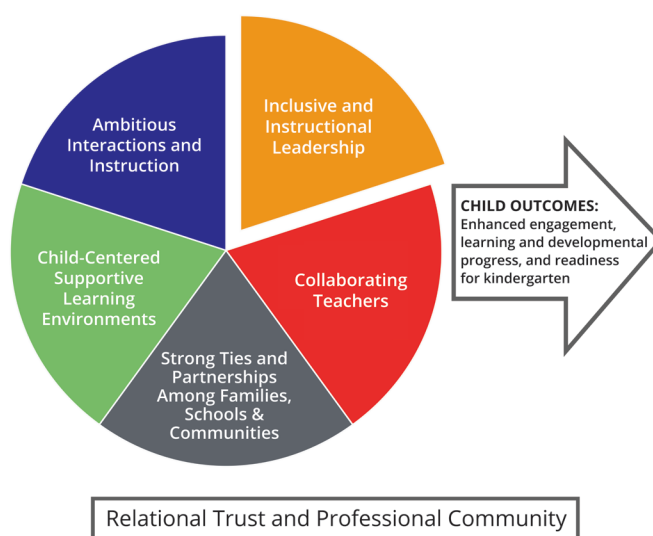 Ambitious
Interactions and
Instruction
Inclusive and
Instructional
Leadership
Child-Centered
Supportive
Learning
Environments
Collaborating
Teachers
Strong Ties and
Partnerships
Among Families,
Schools &
Communities
CHILD OUTCOMES:
Enhanced engagement,
learning and developmental
progress, and readiness
for kindergarten
Relational Trust and Professional Community